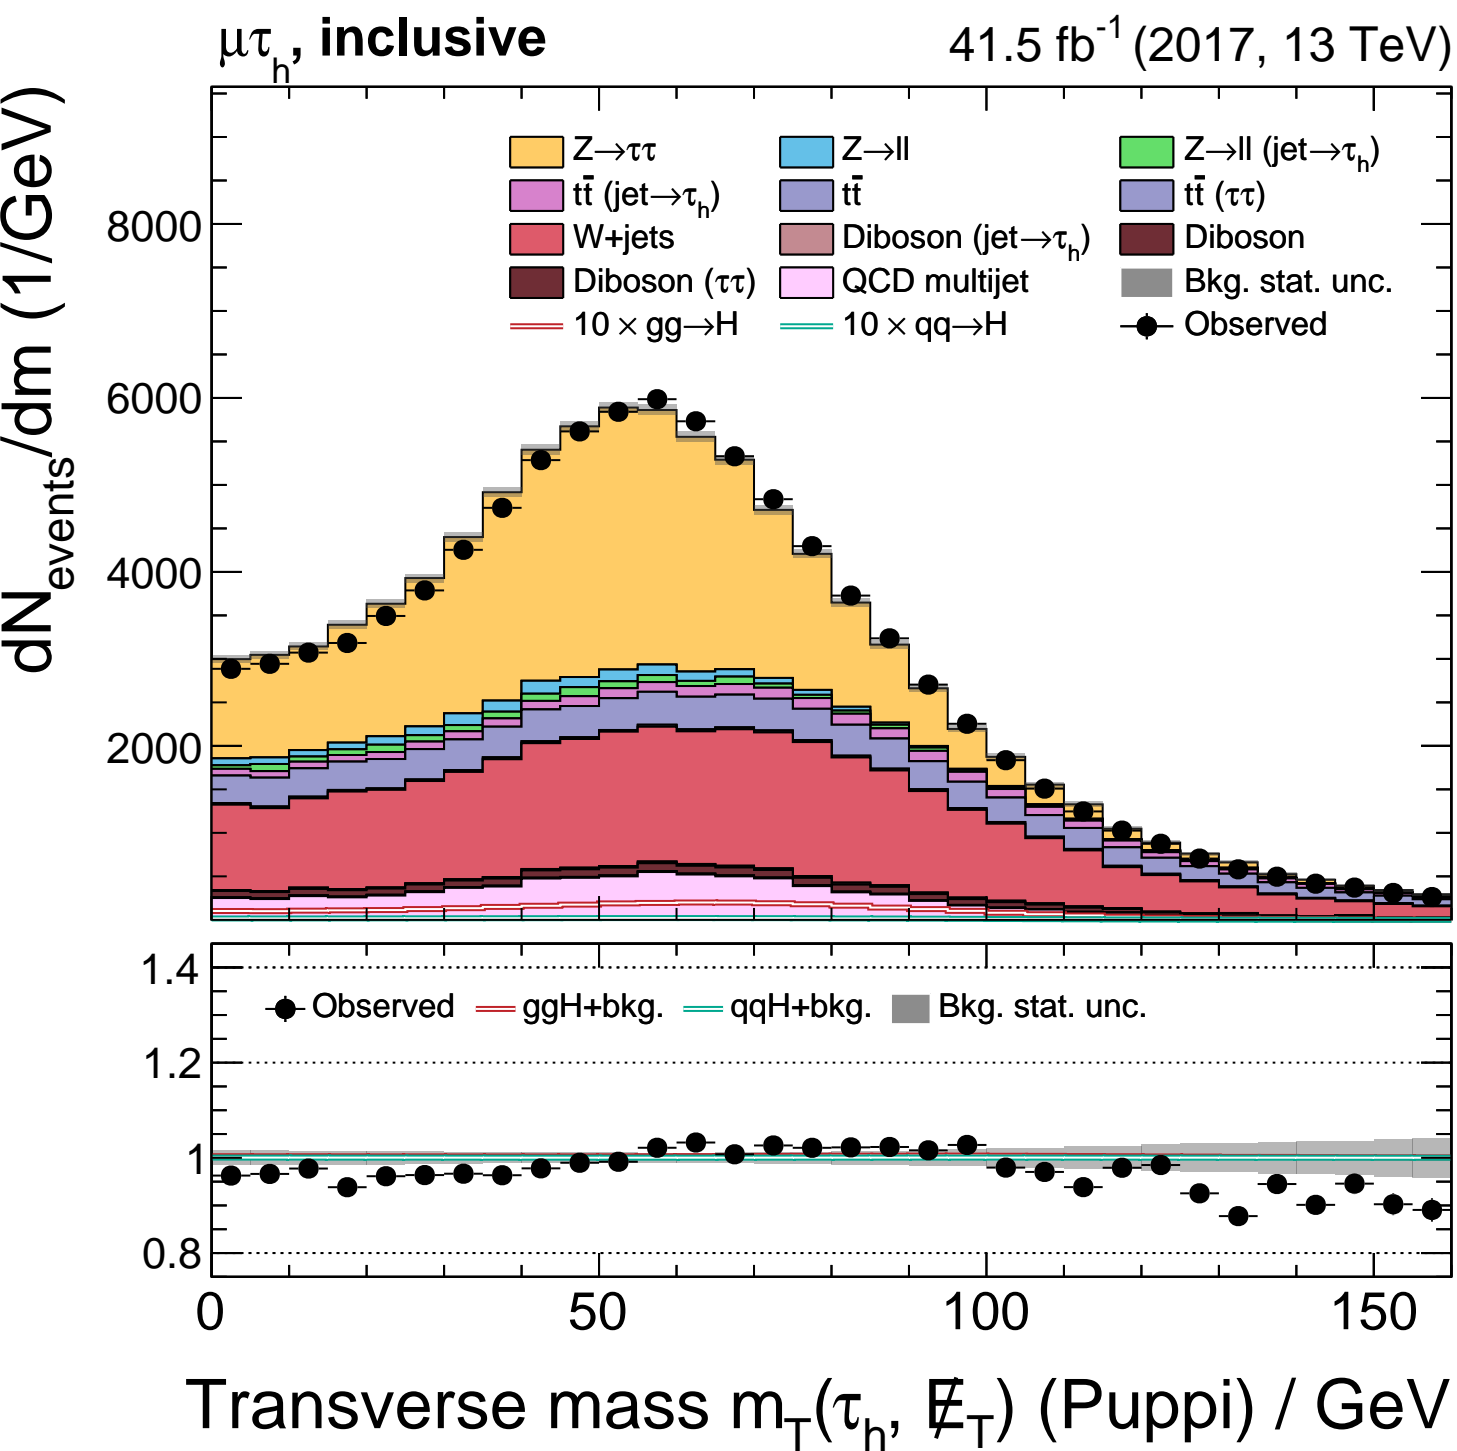 μτh, inclusive 41.5 fb-1 (2017, 13 TeV)
dNevents/dm (1/GeV)
Z→ττ Z→ll Z→ll (jet→τh)
tt̄ (jet→τh) tt̄ tt̄ (ττ)
W+jets Diboson (jet→τh) Diboson
Diboson (ττ) QCD multijet Bkg. stat. unc.
10 × gg→H 10 × qq→H Observed
8000
6000
4000
2000
1.4
Observed ggH+bkg. qqH+bkg. Bkg. stat. unc.
1.2
1
0.8
0 50 100 150
Transverse mass mT(τh, E̸T) (Puppi) / GeV